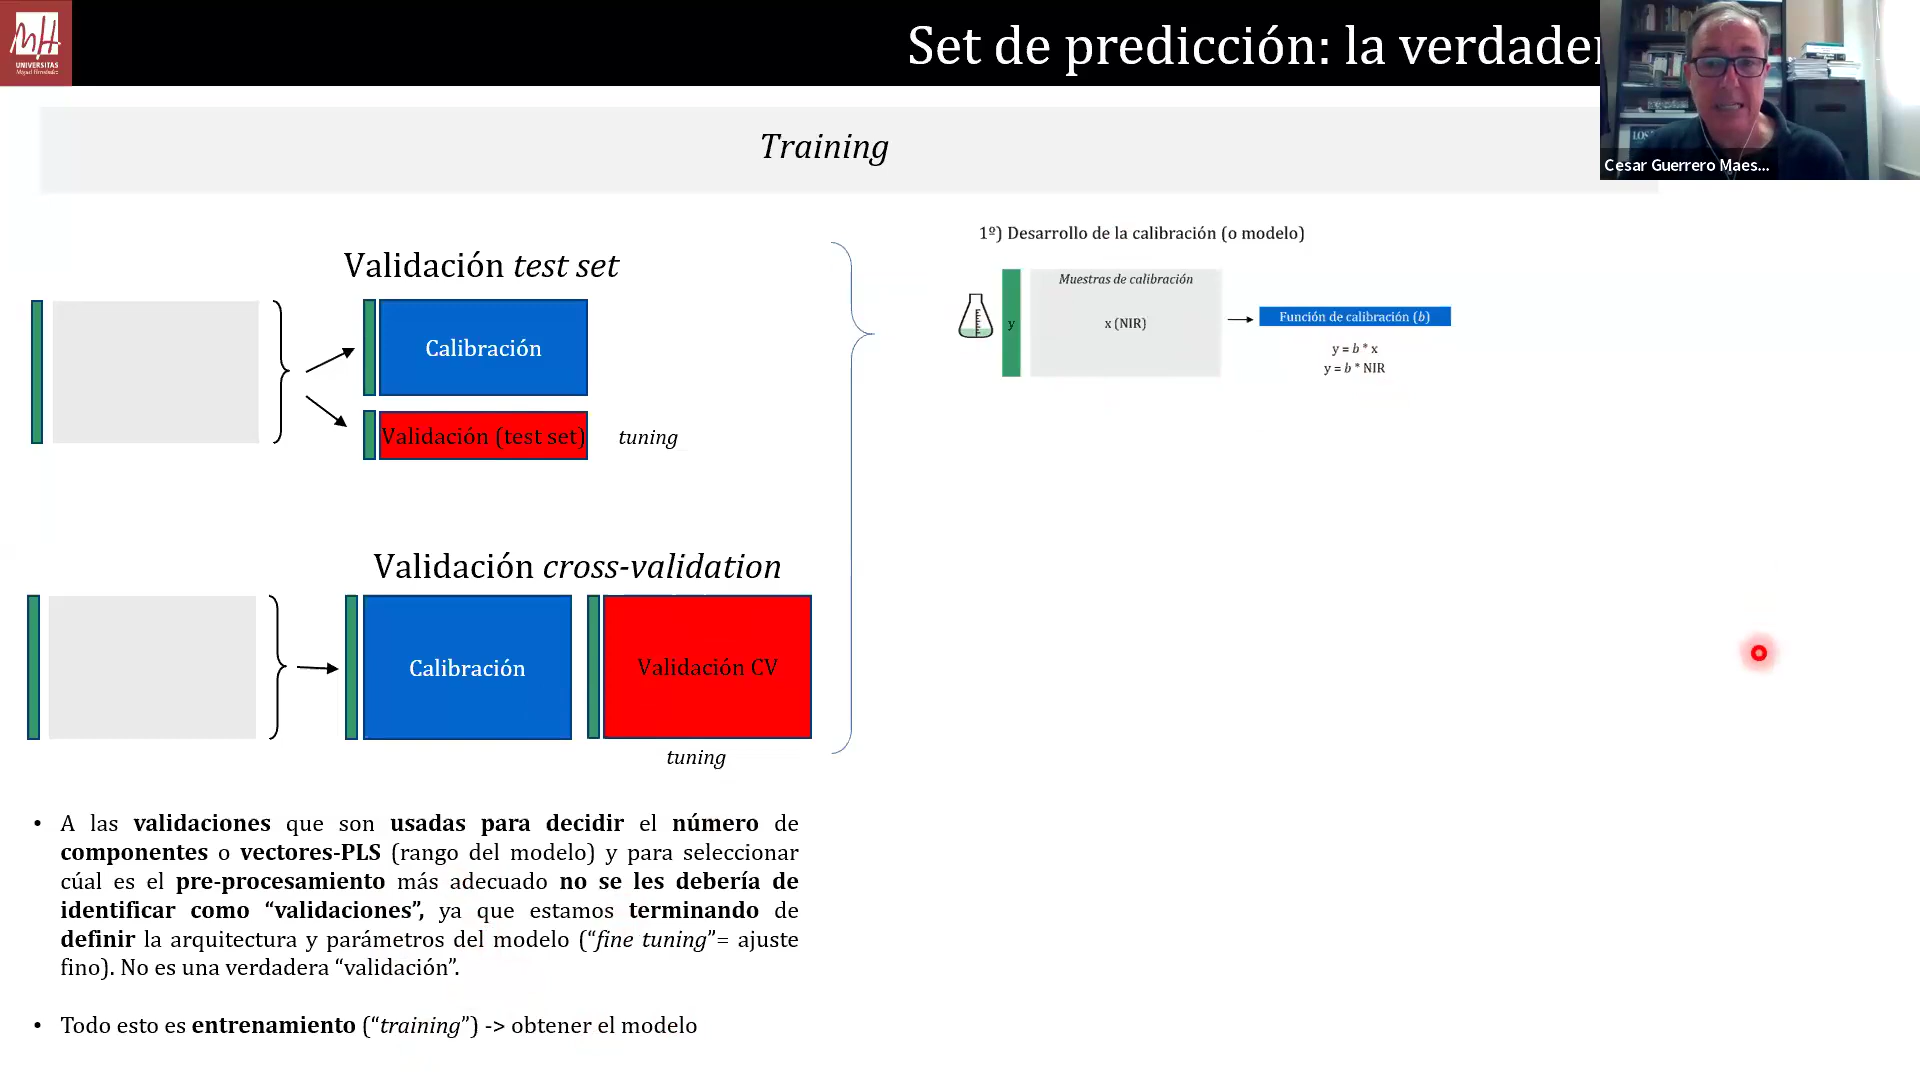 UNIVERSITAS
Miguel Hernández
Set de predicción: la verdader
Training
LOS
Cesar Guerrero Maes...
Validación test set
Calibración
Validación (test set)
tuning
Validación cross-validation
Calibración
Validación CV
tuning
1º) Desarrollo de la calibración (o modelo)
Muestras de calibración
y
x (NIR)
Función de calibración (b)
y = b * x
y = b * NIR
• A las validaciones que son usadas para decidir el número de
componentes o vectores-PLS (rango del modelo) y para seleccionar
cúal es el pre-procesamiento más adecuado no se les debería de
identificar como “validaciones”, ya que estamos terminando de
definir la arquitectura y parámetros del modelo (“fine tuning”= ajuste
fino). No es una verdadera “validación”.
• Todo esto es entrenamiento (“training”) -> obtener el modelo